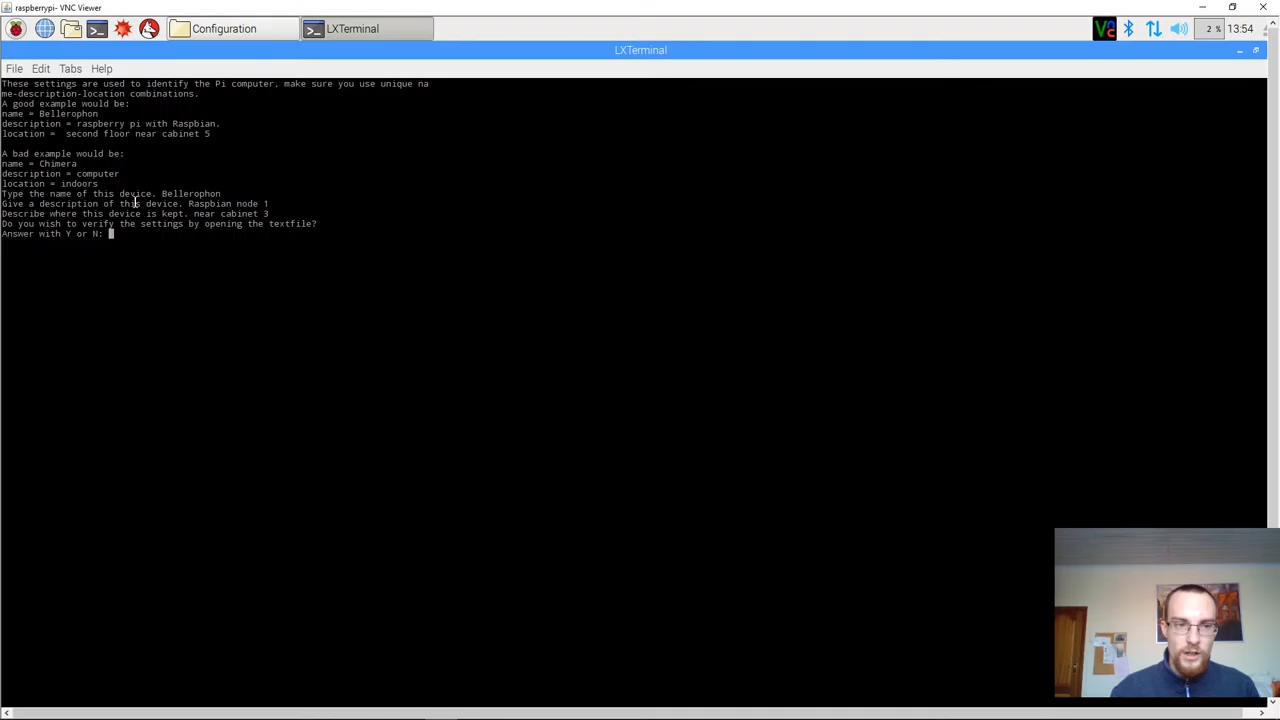 raspberrypi- VNC Viewer
Configuration
LXTerminal
2 %
13:54
LXTerminal
File Edit Tabs Help
These settings are used to identify the Pi computer, make sure you use unique na
me-description-location combinations.
A good example would be:
name = Bellerophon
description = raspberry pi with Raspbian.
location =  second floor near cabinet 5
A bad example would be:
name = Chimera
description = computer
location = indoors
Type the name of this device. Bellerophon
Give a description of this device. Raspbian node 1
Describe where this device is kept. near cabinet 3
Do you wish to verify the settings by opening the textfile?
Answer with Y or N: